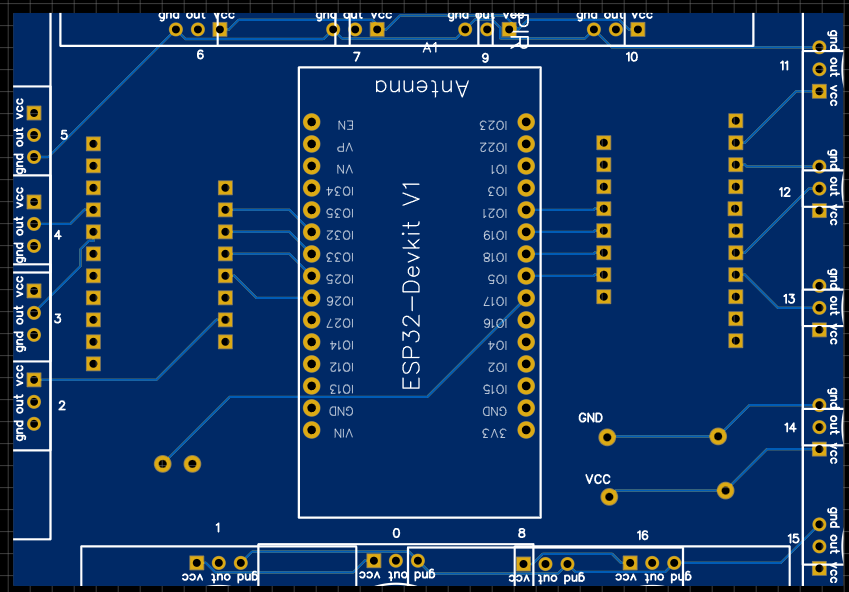 gnd out vcc
gnd out vcc
gnd out vcc
gnd out vcc
6
7
A1
9
PIR
10
11
gnd out vcc
Antenna
EN
VP
VN
IO34
IO35
IO32
IO33
IO25
IO26
IO27
IO14
IO12
IO13
GND
VIN
ESP32-Devkit V1
IO23
IO22
IO1
IO3
IO21
IO19
IO18
IO5
IO17
IO16
IO4
IO2
IO15
GND
3V3
5
gnd out vcc
4
gnd out vcc
3
gnd out vcc
2
gnd out vcc
12
gnd out vcc
13
gnd out vcc
14
gnd out vcc
GND
VCC
15
gnd out vcc
1
0
8
16
vcc out gnd
vcc out gnd
vcc out gnd
vcc out gnd